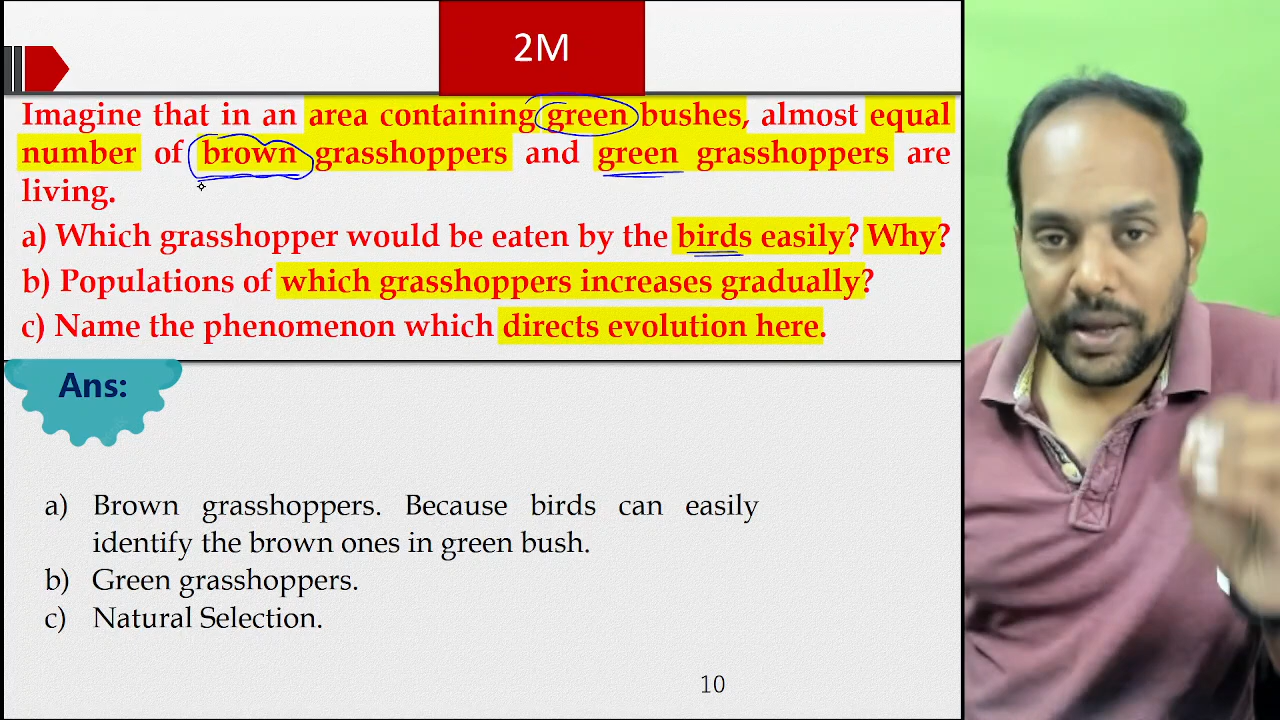 2M
Imagine that in an area containing green bushes, almost equal
number of brown grasshoppers and green grasshoppers are
living.
a) Which grasshopper would be eaten by the birds easily? Why?
b) Populations of which grasshoppers increases gradually?
c) Name the phenomenon which directs evolution here.
Ans:
a) Brown grasshoppers. Because birds can easily
identify the brown ones in green bush.
b) Green grasshoppers.
c) Natural Selection.
10